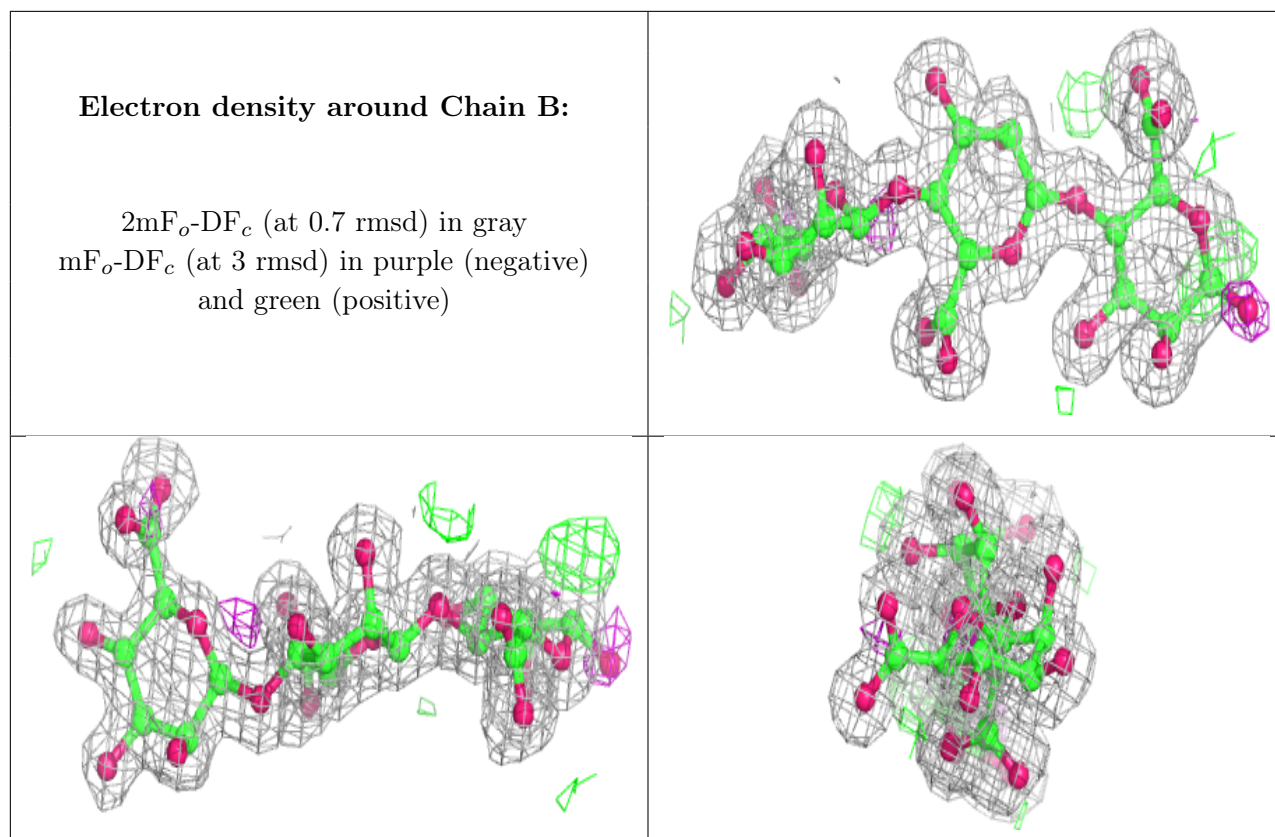 Electron density around Chain B:
2mFo-DFc (at 0.7 rmsd) in gray
mFo-DFc (at 3 rmsd) in purple (negative)
and green (positive)